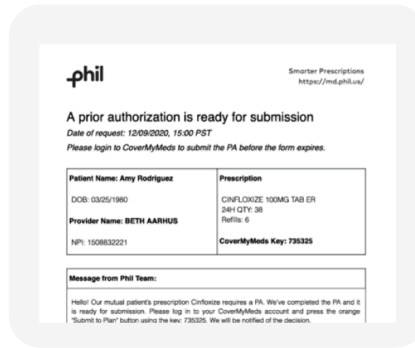 phil
Smarter Prescriptions
https://md.phil.us/
A prior authorization is ready for submission
Date of request: 12/09/2020, 15:00 PST
Please login to CoverMyMeds to submit the PA before the form expires.
Patient Name: Amy Rodriguez
DOB: 03/25/1980
Provider Name: BETH AARHUS
NPI: 1508832221
Prescription
CINFLOXIZE 100MG TAB ER
24H QTY: 38
Refills: 6
CoverMyMeds Key: 735325
Message from Phil Team:
Hello! Our mutual patient's prescription Cinfloxize requires a PA. We've completed the PA and it
is ready for submission. Please log in to your CoverMyMeds account and press the orange
"Submit to Plan" button using the key: 735325. We will be notified of the decision.